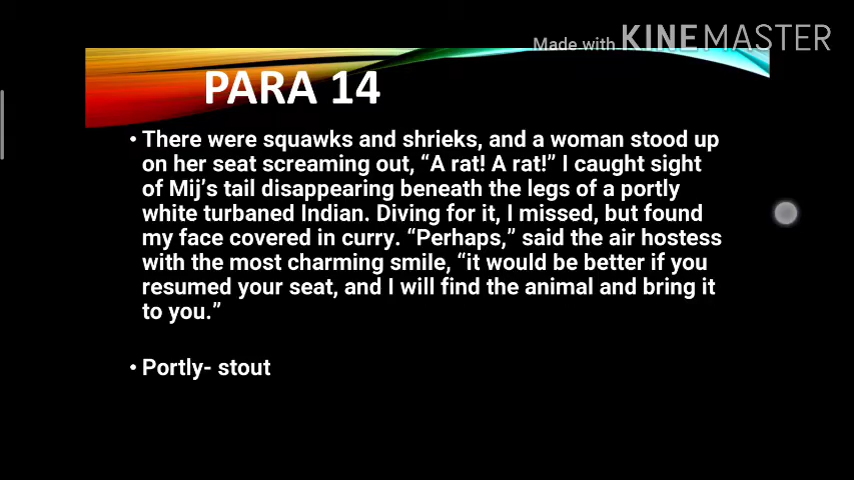 Made with KINEMASTER
PARA 14
• There were squawks and shrieks, and a woman stood up
on her seat screaming out, “A rat! A rat!” I caught sight
of Mij’s tail disappearing beneath the legs of a portly
white turbaned Indian. Diving for it, I missed, but found
my face covered in curry. “Perhaps,” said the air hostess
with the most charming smile, “it would be better if you
resumed your seat, and I will find the animal and bring it
to you.”
• Portly- stout